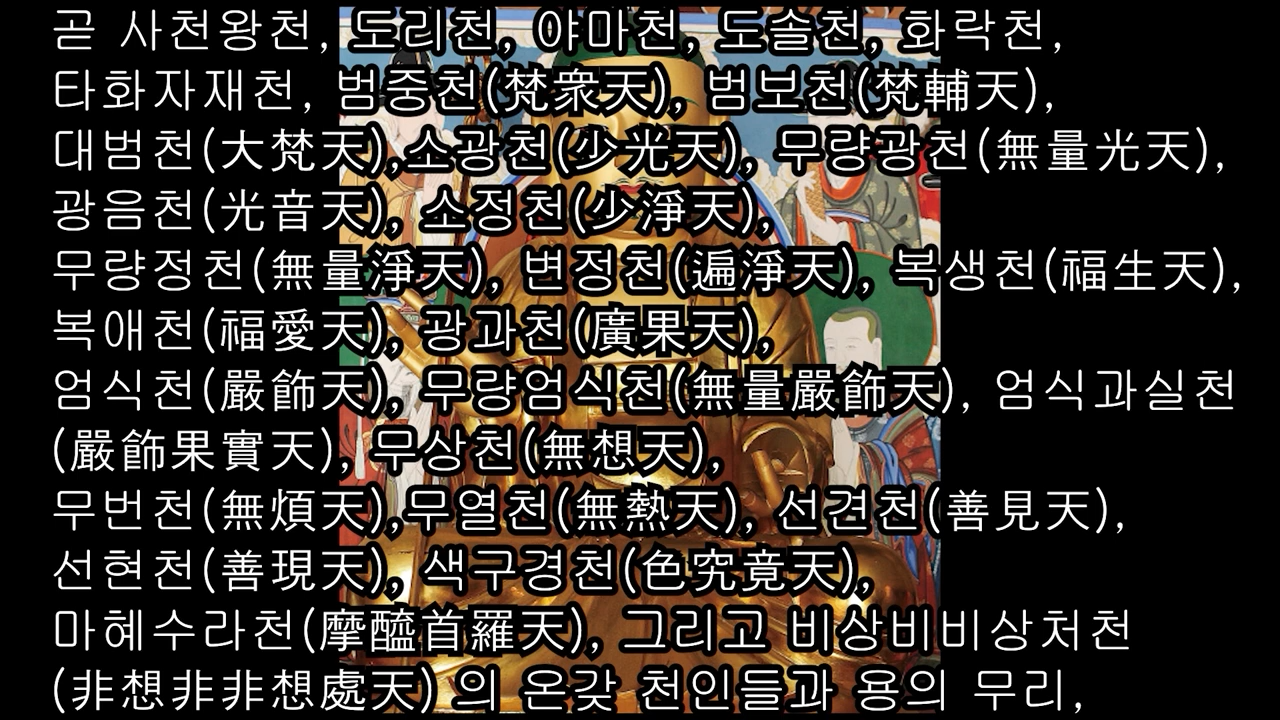 곧 사천왕천, 도리천, 야마천, 도솔천, 화락천,
타화자재천, 범중천(梵衆天), 범보천(梵輔天),
대범천(大梵天),소광천(少光天), 무량광천(無量光天),
광음천(光音天), 소정천(少淨天),
무량정천(無量淨天), 변정천(遍淨天), 복생천(福生天),
복애천(福愛天), 광과천(廣果天),
엄식천(嚴飾天), 무량엄식천(無量嚴飾天), 엄식과실천
(嚴飾果實天), 무상천(無想天),
무번천(無煩天),무열천(無熱天), 선견천(善見天),
선현천(善現天), 색구경천(色究竟天),
마혜수라천(摩醯首羅天), 그리고 비상비비상처천
(非想非非想處天) 의 온갖 천인들과 용의 무리,